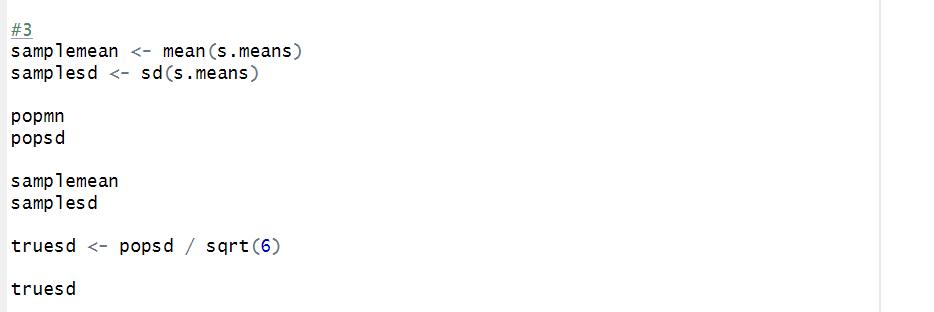 #3
samplemean <- mean(s.means)
samplesd <- sd(s.means)
popmn
popsd
samplemean
samplesd
truesd <- popsd / sqrt(6)
truesd